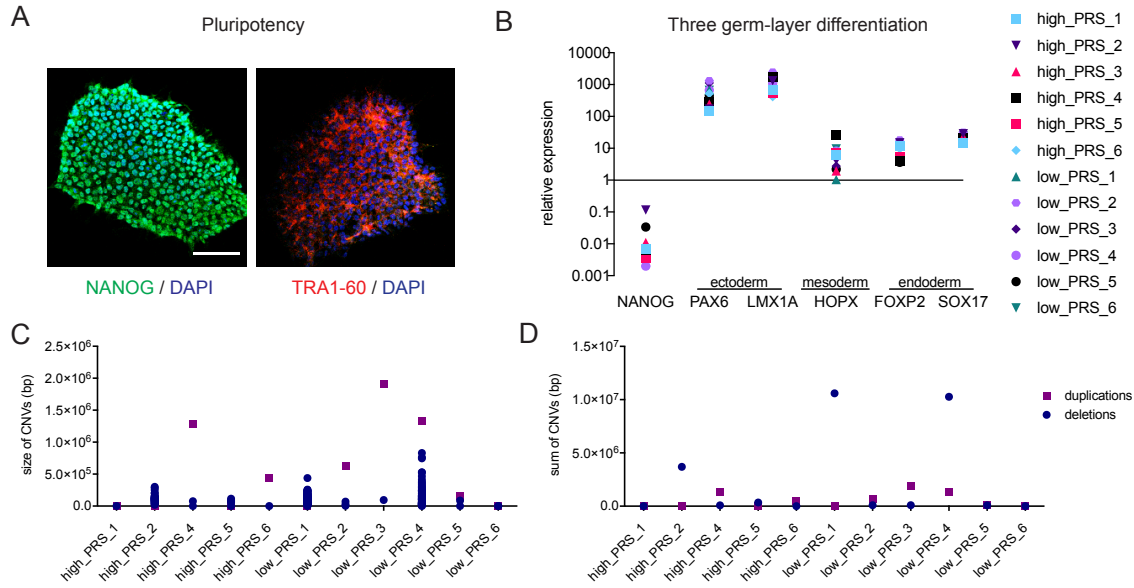 A
Pluripotency
NANOG / DAPI
TRA1-60 / DAPI
B
Three germ-layer differentiation
relative expression
10000
1000
100
10
1
0.1
0.01
0.001
ectoderm
mesoderm
endoderm
NANOG
PAX6
LMX1A
HOPX
FOXP2
SOX17
high_PRS_1
high_PRS_2
high_PRS_3
high_PRS_4
high_PRS_5
high_PRS_6
low_PRS_1
low_PRS_2
low_PRS_3
low_PRS_4
low_PRS_5
low_PRS_6
C
size of CNVs (bp)
2.5×10⁶
2.0×10⁶
1.5×10⁶
1.0×10⁶
5.0×10⁵
0.0
high_PRS_1
high_PRS_2
high_PRS_4
high_PRS_5
high_PRS_6
low_PRS_1
low_PRS_2
low_PRS_3
low_PRS_4
low_PRS_5
low_PRS_6
D
sum of CNVs (bp)
1.5×10⁷
1.0×10⁷
5.0×10⁶
0.0
high_PRS_1
high_PRS_2
high_PRS_4
high_PRS_5
high_PRS_6
low_PRS_1
low_PRS_2
low_PRS_3
low_PRS_4
low_PRS_5
low_PRS_6
duplications
deletions